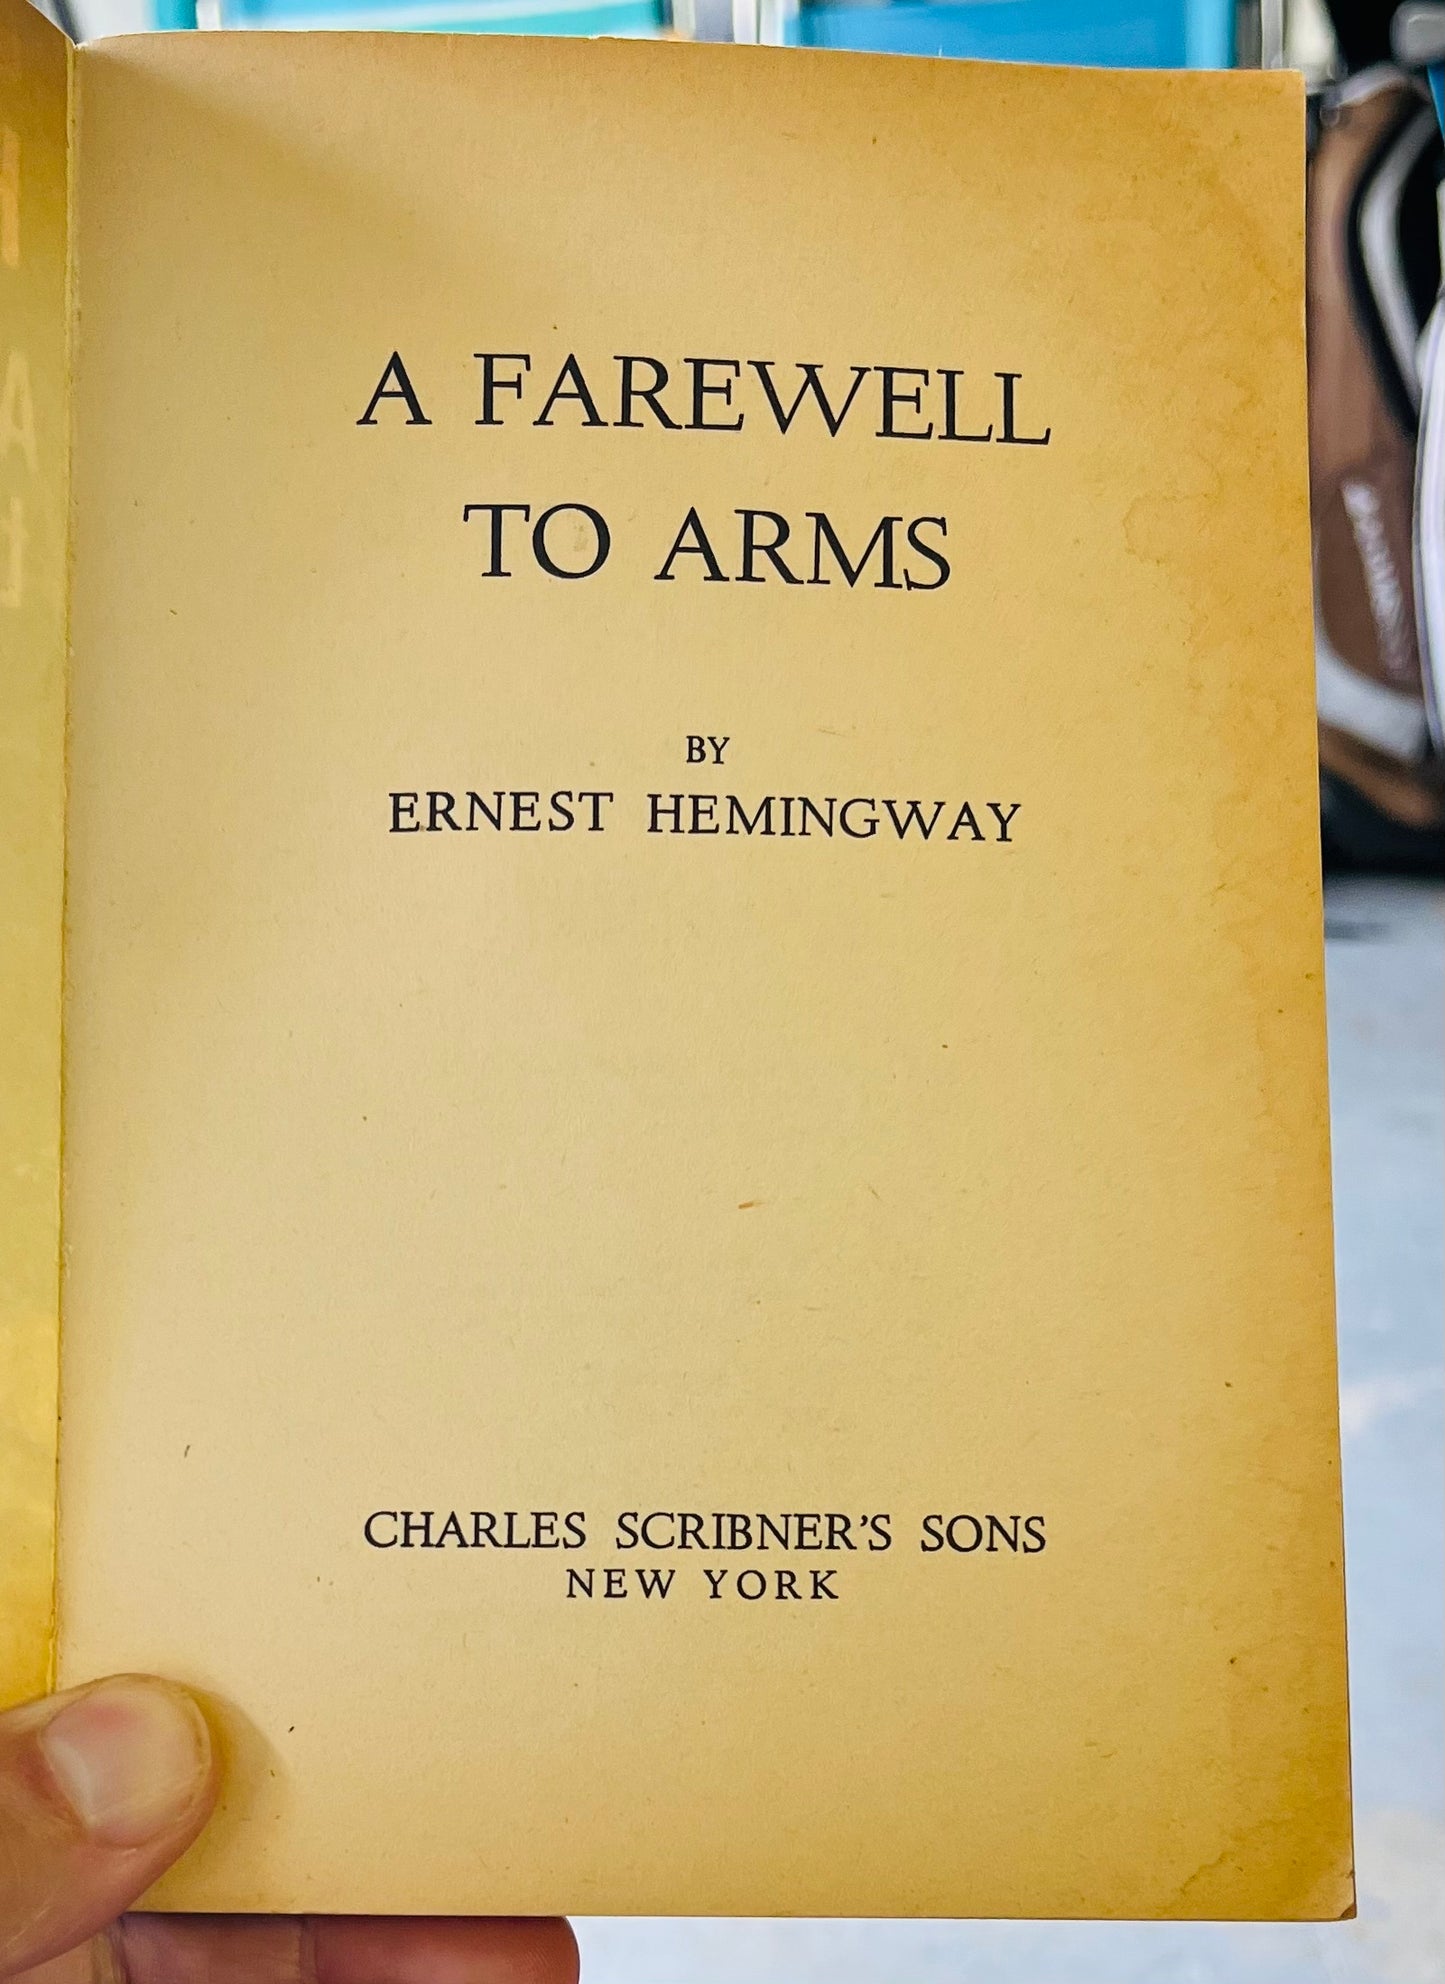 A FAREWELL
TO ARMS
BY
ERNEST HEMINGWAY
CHARLES SCRIBNER'S SONS
NEW YORK